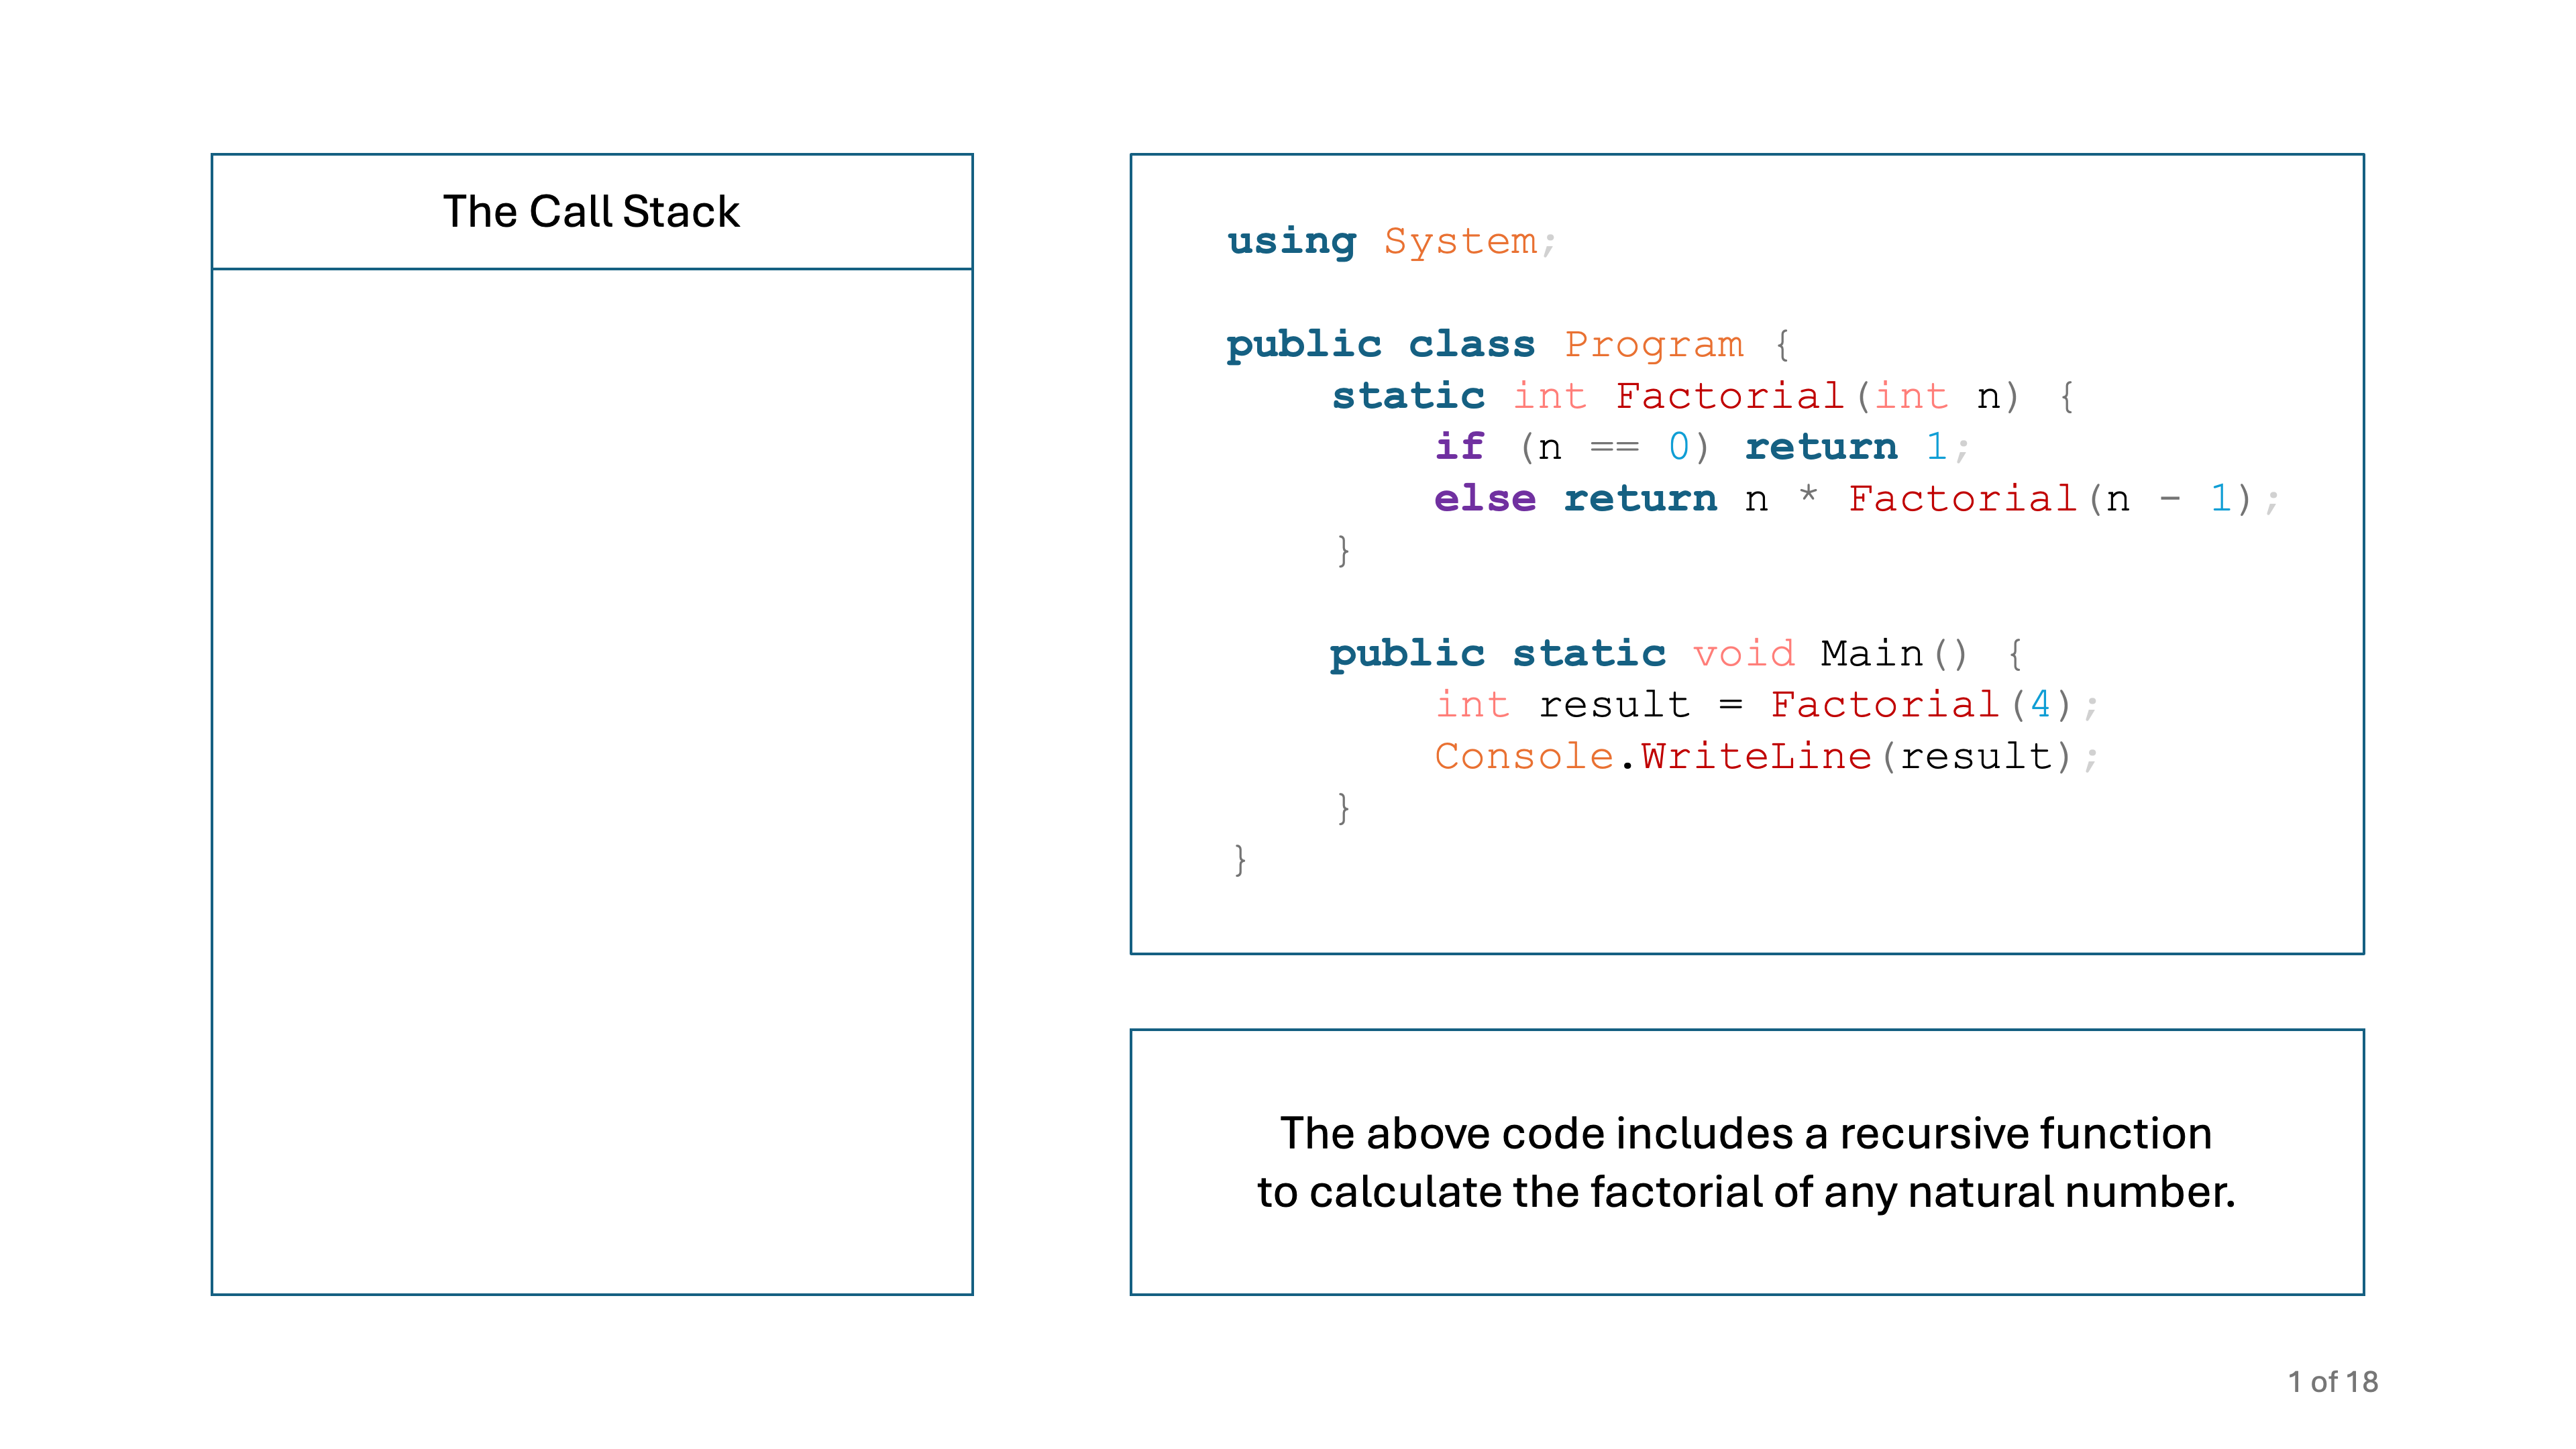 The Call Stack
using System;
public class Program {
static int Factorial(int n) {
if (n == 0) return 1;
else return n * Factorial(n - 1);
}
public static void Main() {
int result = Factorial(4);
Console.WriteLine(result);
}
}
The above code includes a recursive function
to calculate the factorial of any natural number.
1 of 18